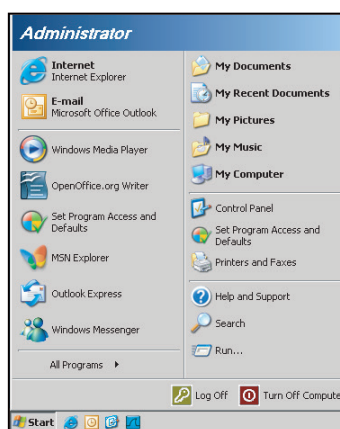 Administrator
Internet
Internet Explorer
E-mail
Microsoft Office Outlook
Windows Media Player
OpenOffice.org Writer
Set Program Access and
Defaults
MSN Explorer
Outlook Express
Windows Messenger
All Programs
My Documents
My Recent Documents
My Pictures
My Music
My Computer
Control Panel
Set Program Access and
Defaults
Printers and Faxes
Help and Support
Search
Run...
Log Off
Turn Off Compute
Start